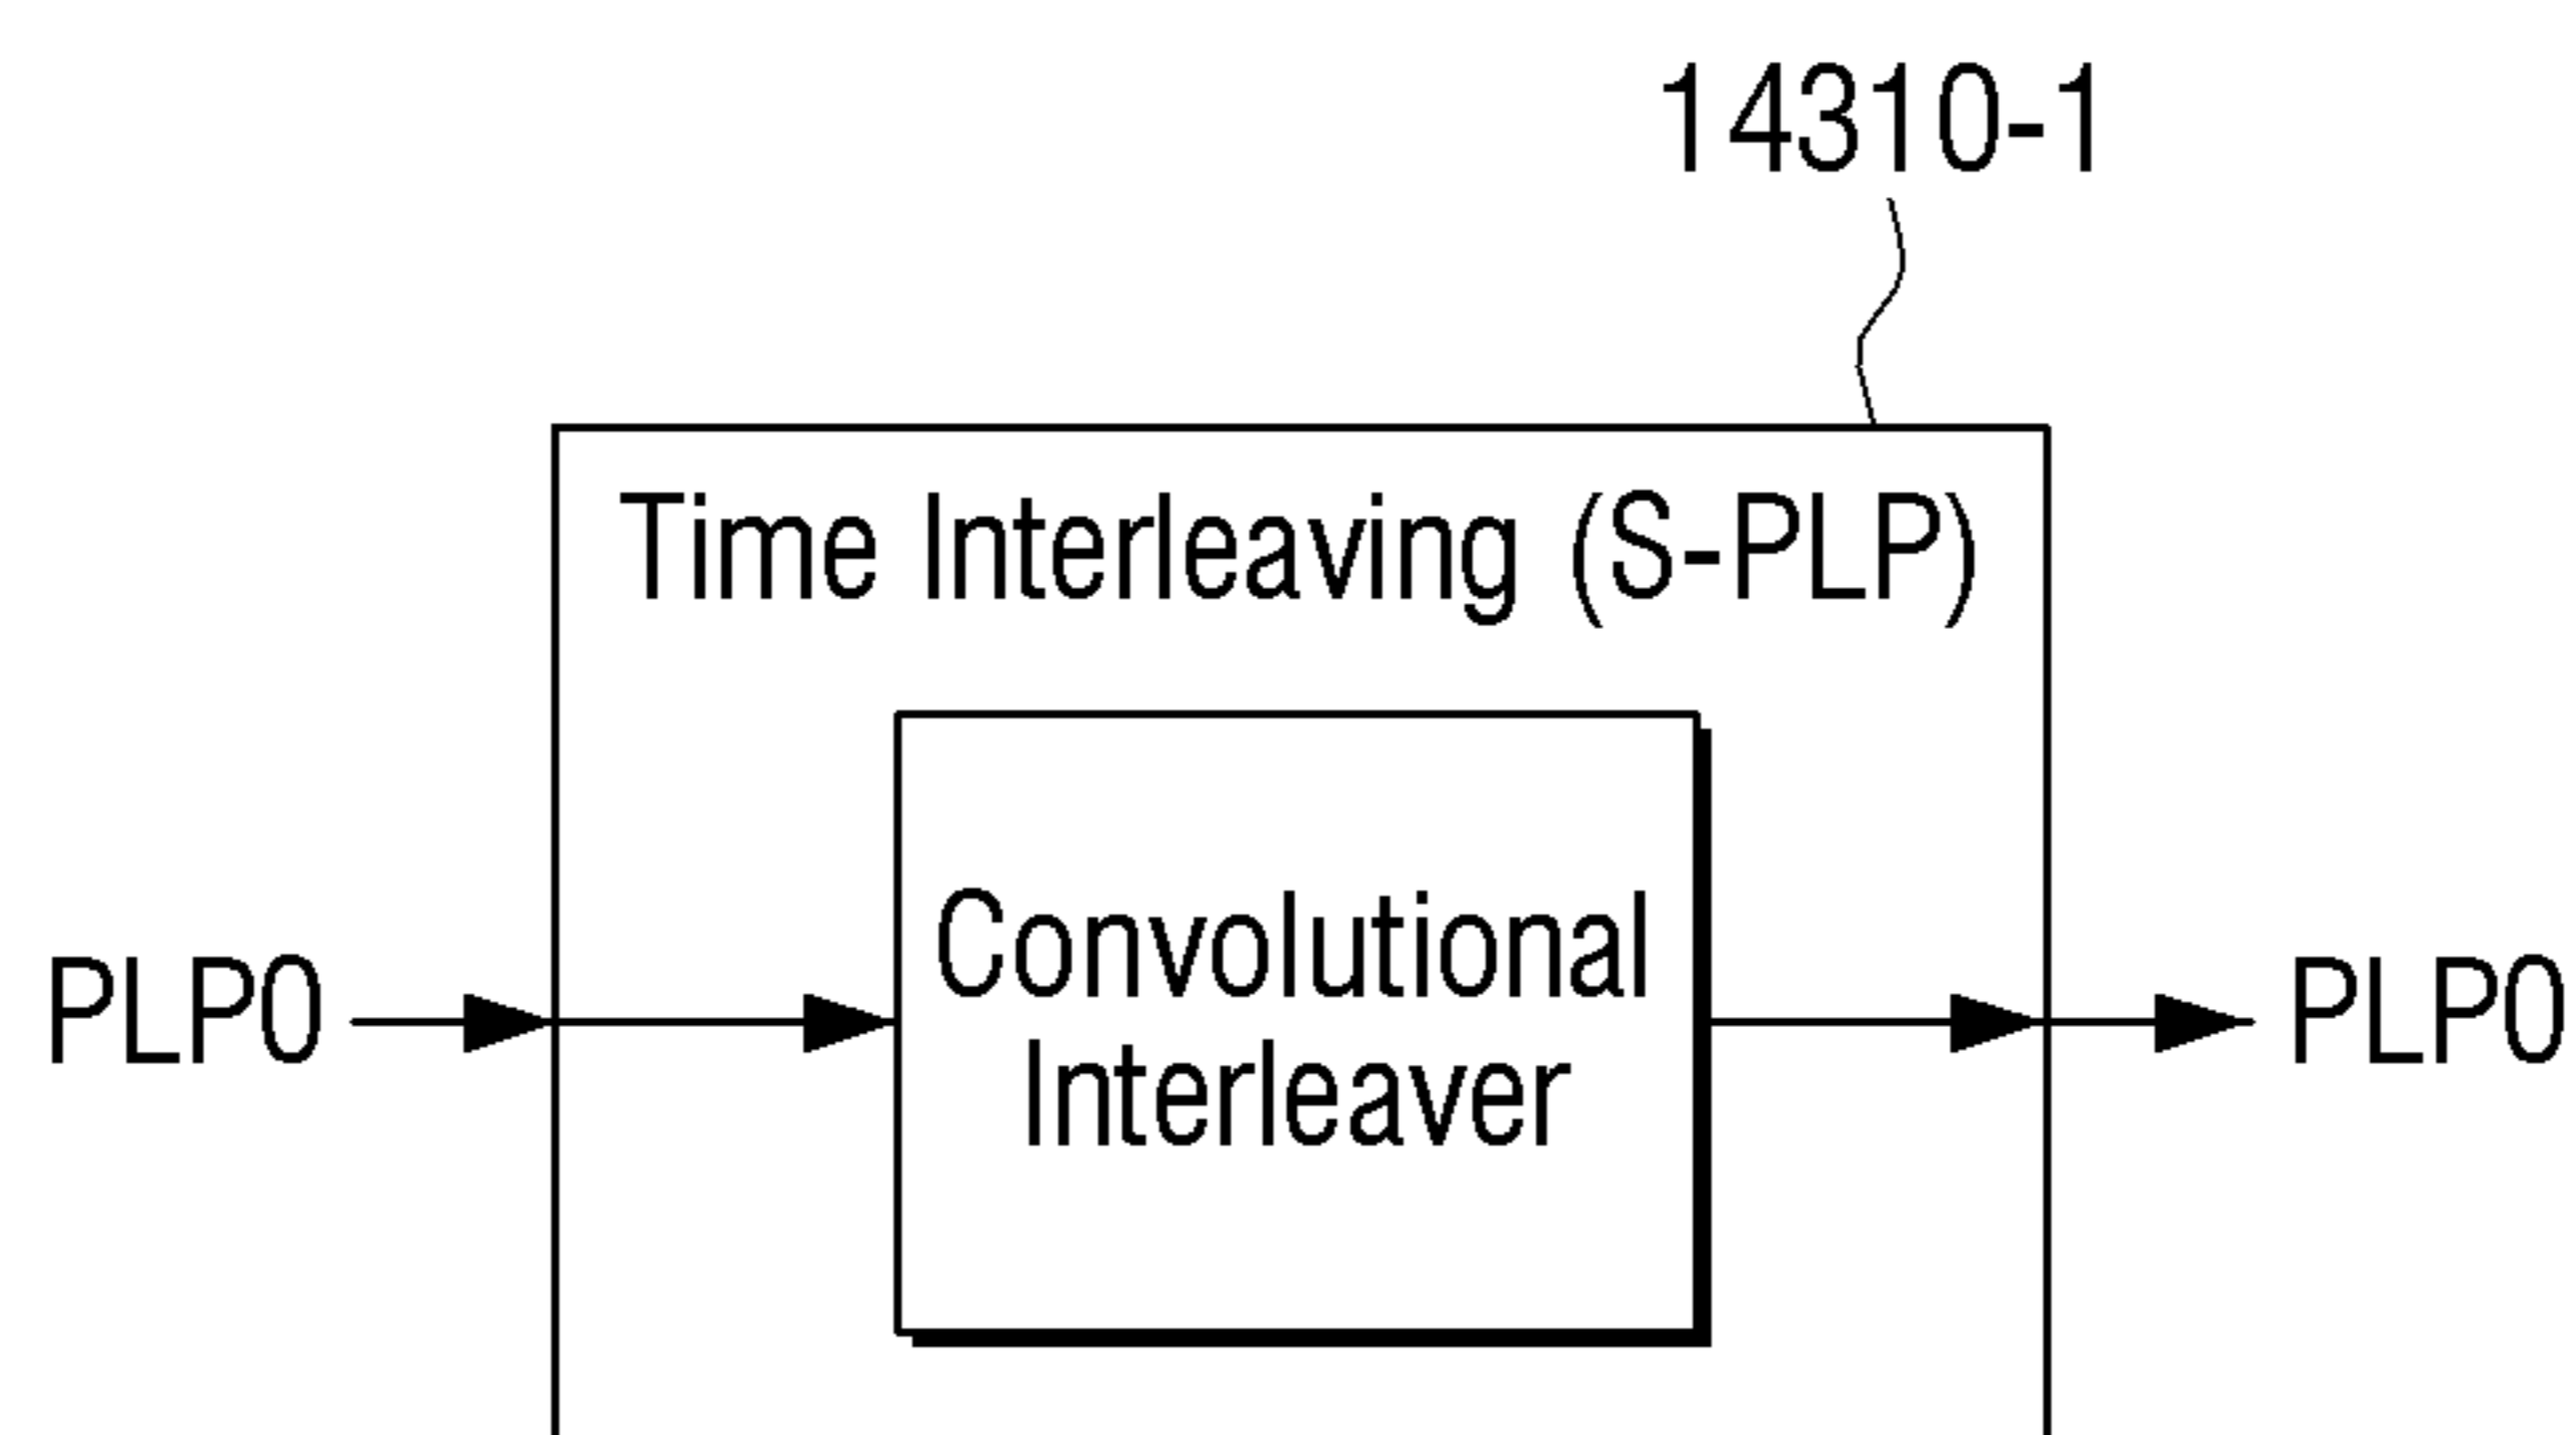 14310-1
Time Interleaving (S-PLP)
PLP0
Convolutional
Interleaver
PLP0